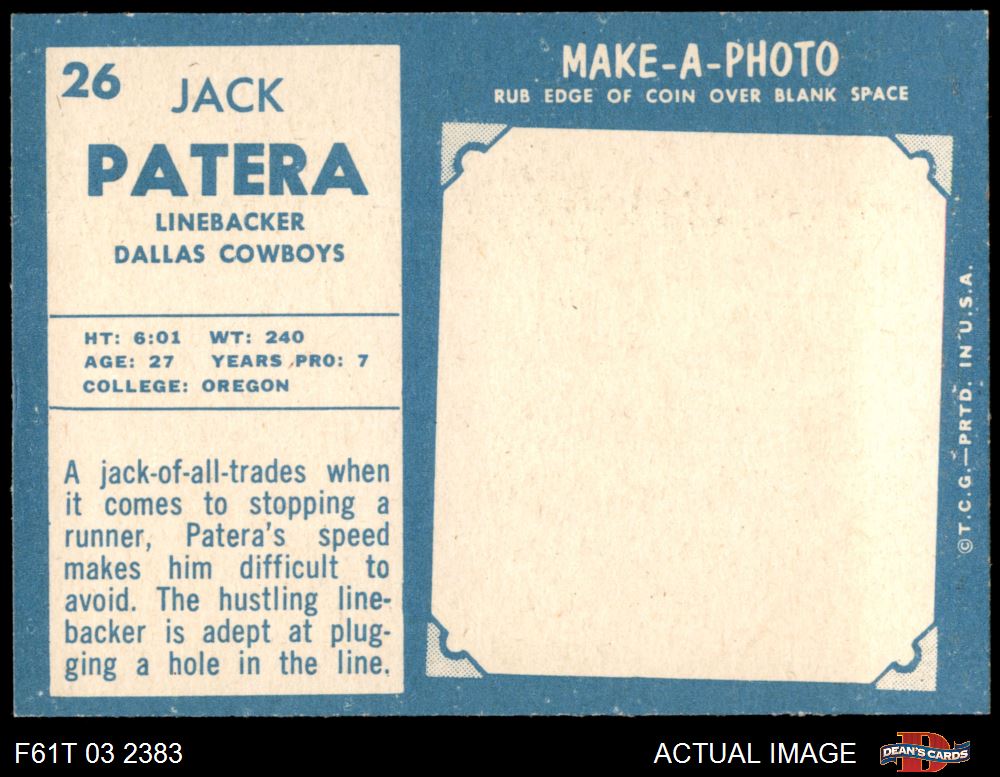 26
JACK
PATERA
LINEBACKER
DALLAS COWBOYS
HT: 6:01 WT: 240
AGE: 27 YEARS PRO: 7
COLLEGE: OREGON
A jack-of-all-trades when
it comes to stopping a
runner, Patera's speed
makes him difficult to
avoid. The hustling line-
backer is adept at plug-
ging a hole in the line.
MAKE-A-PHOTO
RUB EDGE OF COIN OVER BLANK SPACE
© T.C.G.—PRTD. IN U.S.A.
F61T 03 2383
ACTUAL IMAGE
D
DEAN'S CARDS